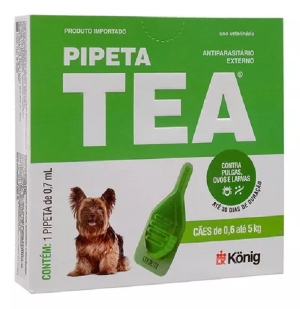 PRODUTO IMPORTADO
uso veterinário
PIPETA
ANTIPARASITÁRIO
EXTERNO
TEA
CONTRA
PULGAS,
OVOS E LARVAS
ATÉ 30 DIAS DE DURAÇÃO
CÃES de 0,6 até 5 kg
CONTÉM: 1 PIPETA de 0,7 mL
König